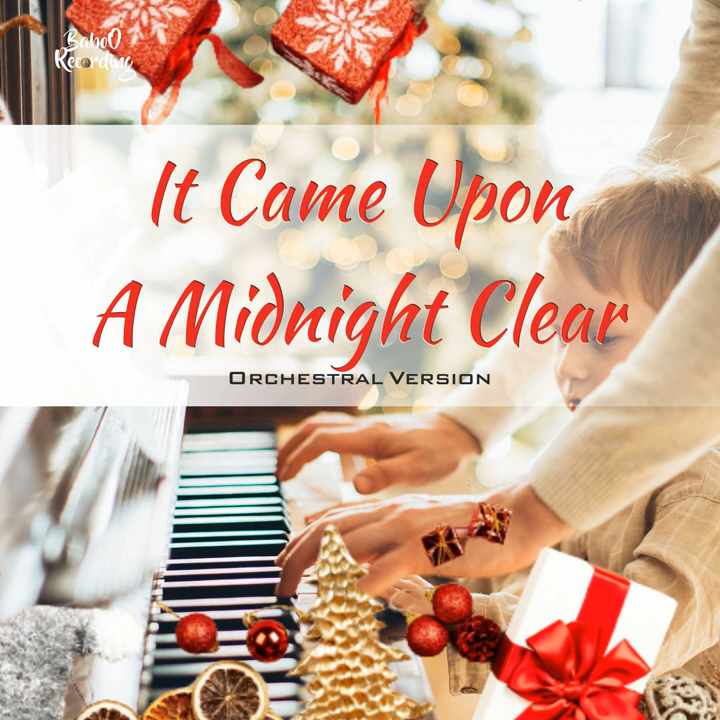 BaboO
Recording
It Came Upon
A Midnight Clear
Orchestral Version